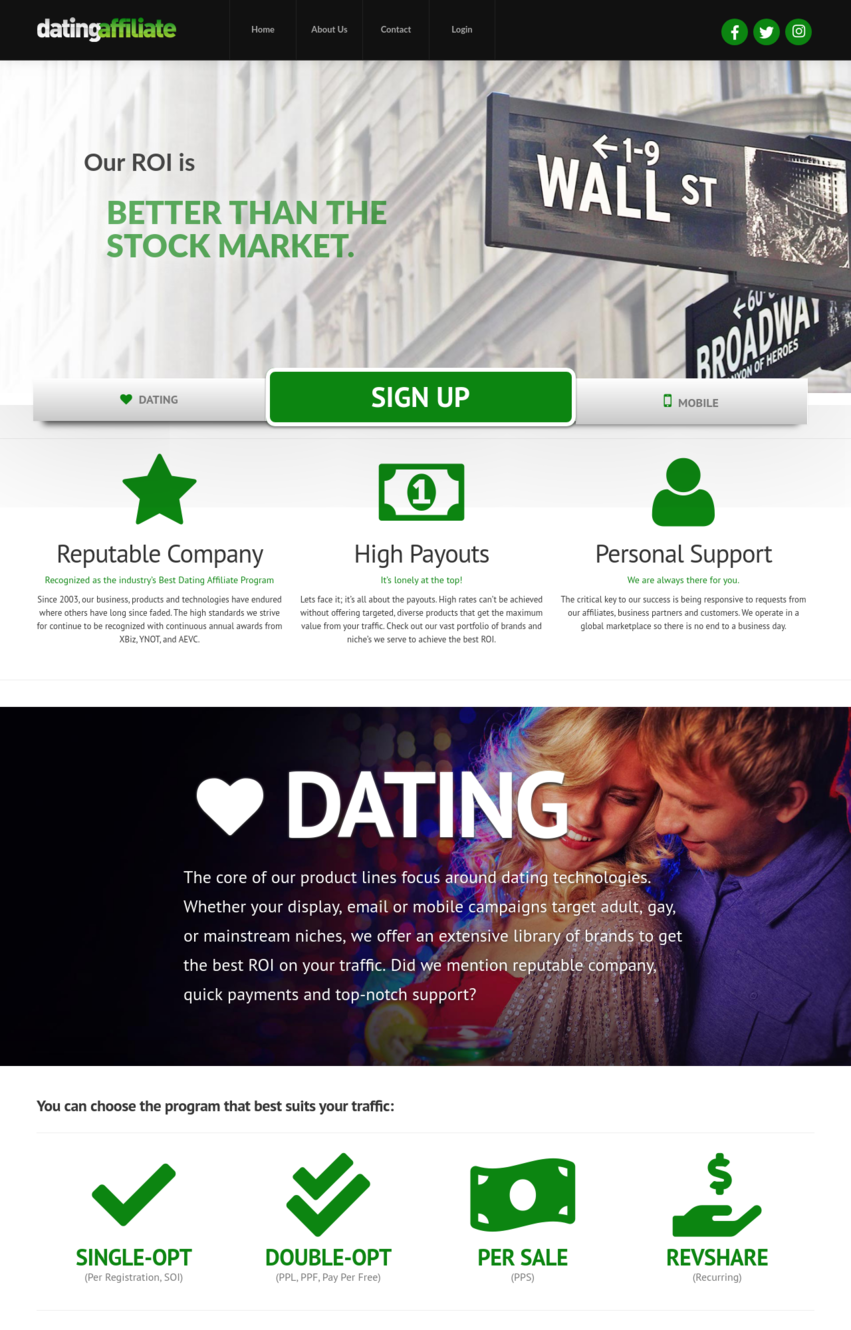 datingaffiliate
Home
About Us
Contact
Login
Our ROI is
BETTER THAN THE
STOCK MARKET.
←1-9
WALL ST
BROADWAY
OF HEROES
DATING
SIGN UP
MOBILE
1
Reputable Company
Recognized as the industry's Best Dating Affiliate Program
Since 2003, our business, products and technologies have endured
where others have long since faded. The high standards we strive
for continue to be recognized with continuous annual awards from
XBiz, YNOT, and AEVC.
High Payouts
It's lonely at the top!
Lets face it; it's all about the payouts. High rates can't be achieved
without offering targeted, diverse products that get the maximum
value from your traffic. Check out our vast portfolio of brands and
niche's we serve to achieve the best ROI.
Personal Support
We are always there for you.
The critical key to our success is being responsive to requests from
our affiliates, business partners and customers. We operate in a
global marketplace so there is no end to a business day.
DATING
The core of our product lines focus around dating technologies.
Whether your display, email or mobile campaigns target adult, gay,
or mainstream niches, we offer an extensive library of brands to get
the best ROI on your traffic. Did we mention reputable company,
quick payments and top-notch support?
You can choose the program that best suits your traffic:
SINGLE-OPT
(Per Registration, SOI)
DOUBLE-OPT
(PPL, PPF, Pay Per Free)
PER SALE
(PPS)
$
REVSHARE
(Recurring)